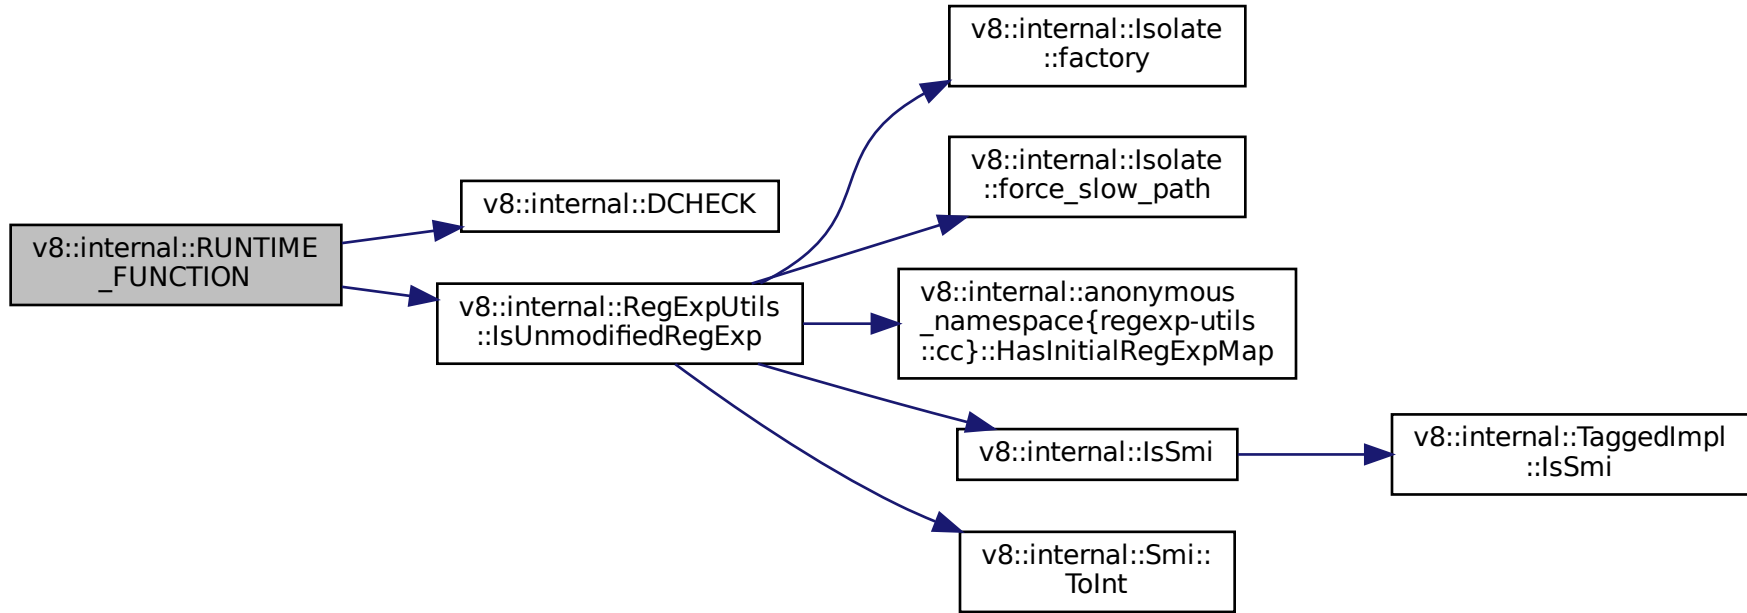 v8::internal::RUNTIME
_FUNCTION
v8::internal::DCHECK
v8::internal::RegExpUtils
::IsUnmodifiedRegExp
v8::internal::Isolate
::factory
v8::internal::Isolate
::force_slow_path
v8::internal::anonymous
_namespace{regexp-utils
::cc}::HasInitialRegExpMap
v8::internal::IsSmi
v8::internal::TaggedImpl
::IsSmi
v8::internal::Smi::
ToInt